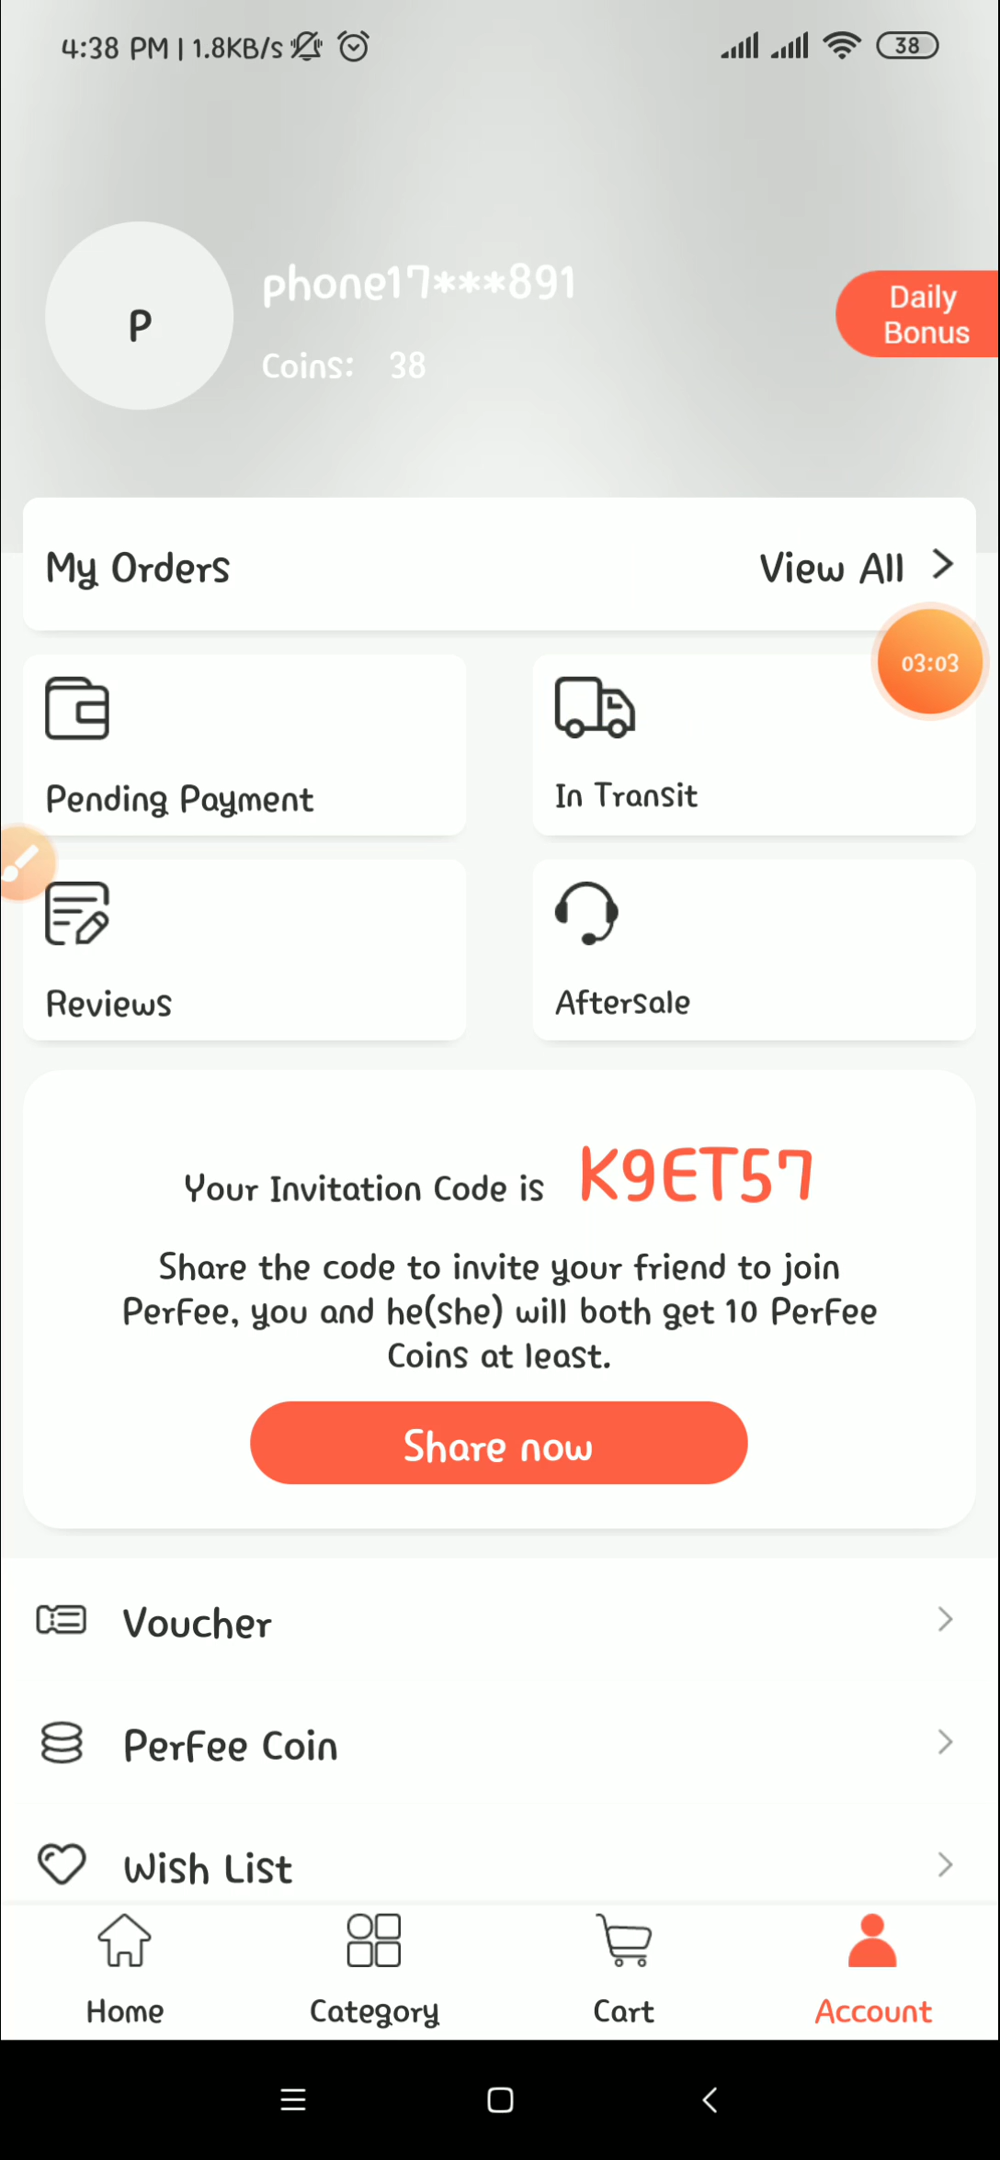 4:38 PM | 1.8KB/s 38
phone17***891
Coins: 38
Daily
Bonus
P
My Orders View All
03:03
Pending Payment
In Transit
Reviews
Aftersale
Your Invitation Code is K9ET57
Share the code to invite your friend to join
PerFee, you and he(she) will both get 10 PerFee
Coins at least.
Share now
Voucher
PerFee Coin
Wish List
Home Category Cart Account